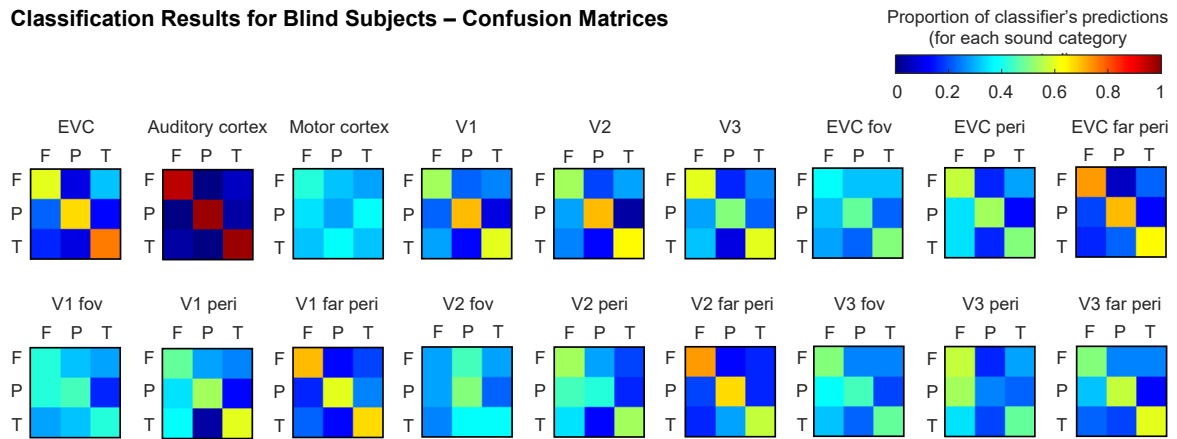 Classification Results for Blind Subjects – Confusion Matrices
Proportion of classifier's predictions
(for each sound category
0 0.2 0.4 0.6 0.8 1
EVC Auditory cortex Motor cortex V1 V2 V3 EVC fov EVC peri EVC far peri
F P T F P T F P T F P T F P T F P T F P T F P T F P T
F F F F F F F F F
P P P P P P P P P
T T T T T T T T T
V1 fov V1 peri V1 far peri V2 fov V2 peri V2 far peri V3 fov V3 peri V3 far peri
F P T F P T F P T F P T F P T F P T F P T F P T F P T
F F F F F F F F F
P P P P P P P P P
T T T T T T T T T